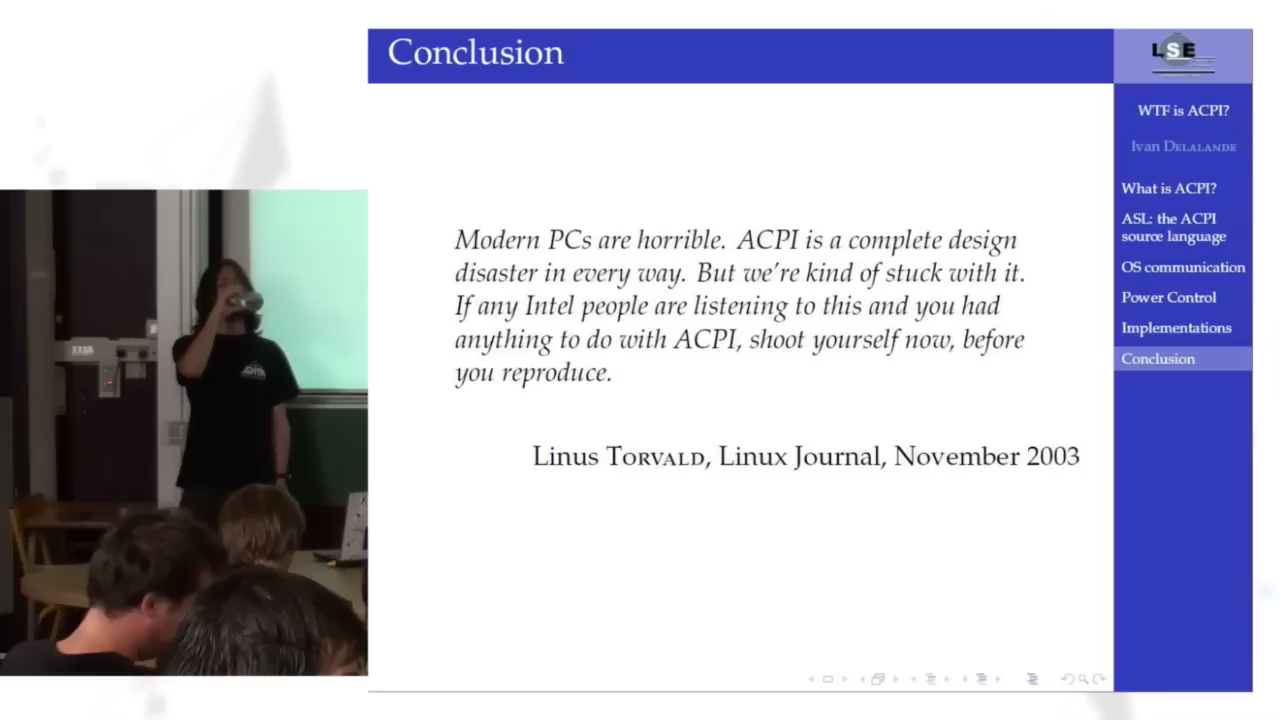 Conclusion
Modern PCs are horrible. ACPI is a complete design
disaster in every way. But we're kind of stuck with it.
If any Intel people are listening to this and you had
anything to do with ACPI, shoot yourself now, before
you reproduce.
Linus TORVALD, Linux Journal, November 2003
LSE
WTF is ACPI?
Ivan DELALANDE
What is ACPI?
ASL: the ACPI
source language
OS communication
Power Control
Implementations
Conclusion